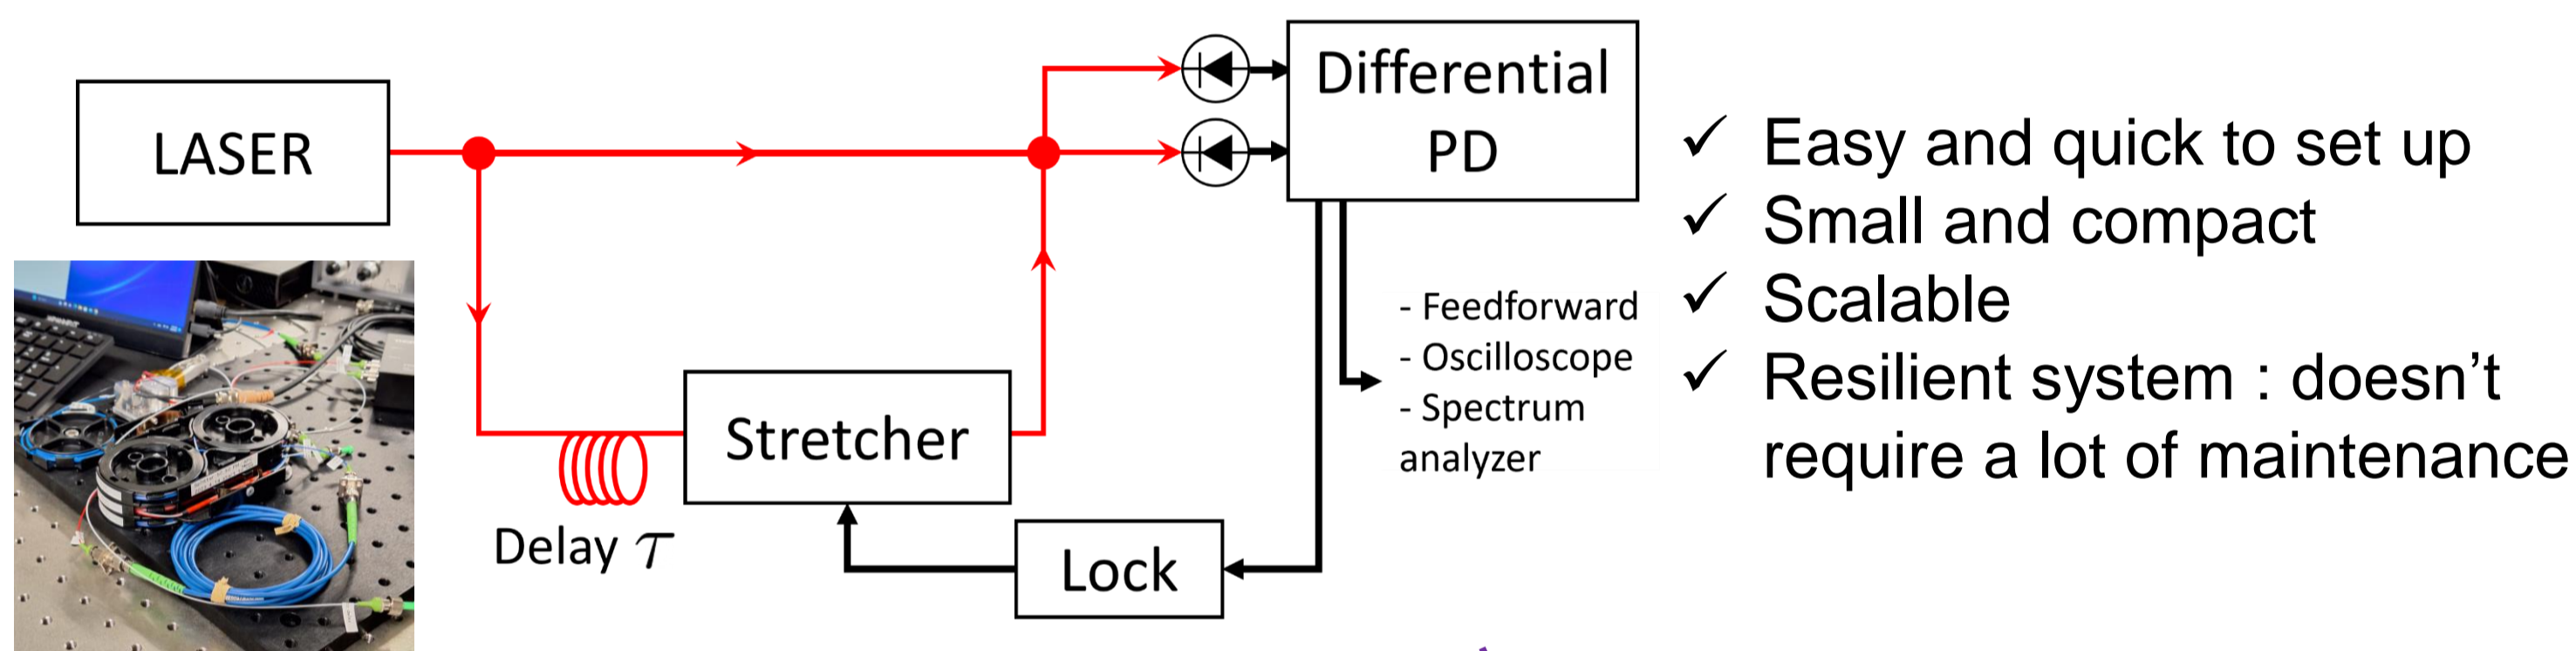 LASER
Differential
PD
Stretcher
Delay τ
Lock
- Feedforward
- Oscilloscope
- Spectrum
analyzer
✓ Easy and quick to set up
✓ Small and compact
✓ Scalable
✓ Resilient system : doesn’t
require a lot of maintenance